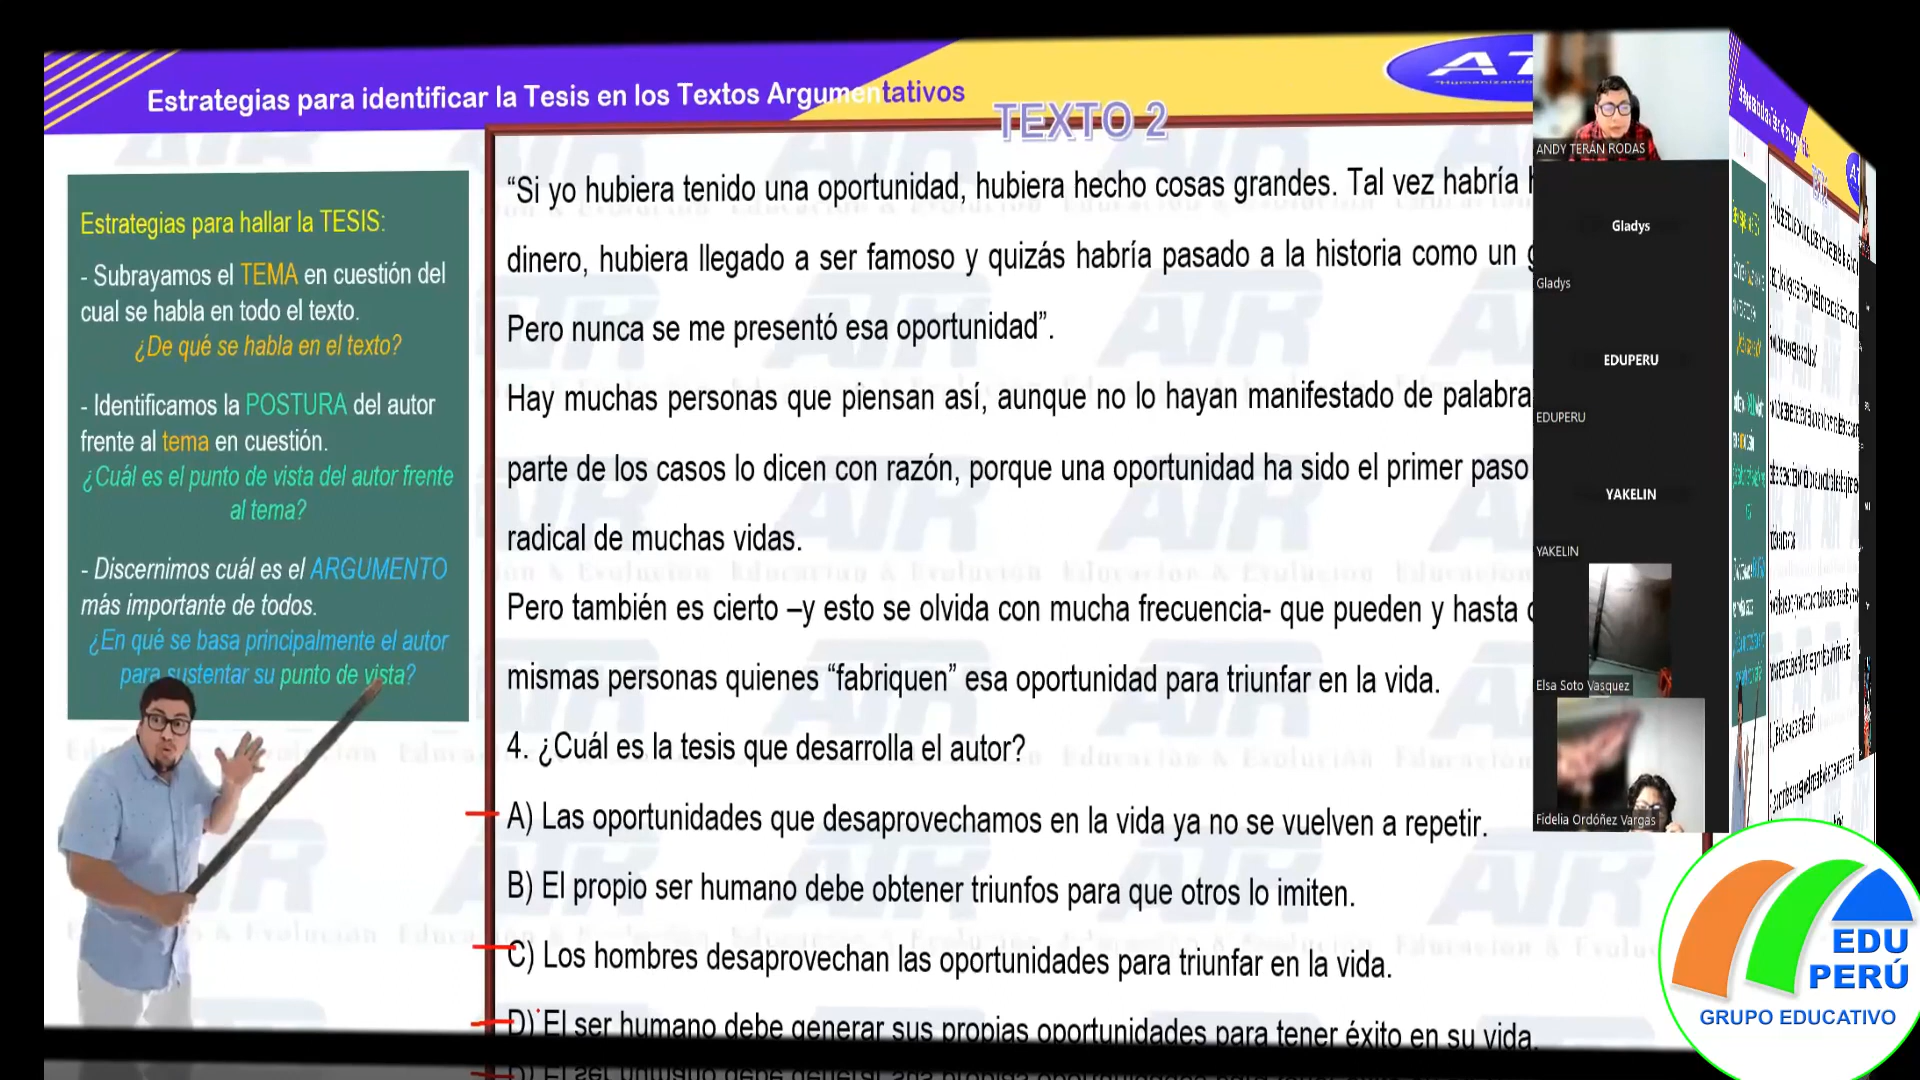 Estrategias para identificar la Tesis en los Textos Argumentativos
TEXTO 2
Estrategias para hallar la TESIS:
- Subrayamos el TEMA en cuestión del
cual se habla en todo el texto.
¿De qué se habla en el texto?
- Identificamos la POSTURA del autor
frente al tema en cuestión.
¿Cuál es el punto de vista del autor frente
al tema?
- Discernimos cuál es el ARGUMENTO
más importante de todos.
¿En qué se basa principalmente el autor
para sustentar su punto de vista?
“Si yo hubiera tenido una oportunidad, hubiera hecho cosas grandes. Tal vez habría
dinero, hubiera llegado a ser famoso y quizás habría pasado a la historia como un
Pero nunca se me presentó esa oportunidad”.
Hay muchas personas que piensan así, aunque no lo hayan manifestado de palabra
parte de los casos lo dicen con razón, porque una oportunidad ha sido el primer paso
radical de muchas vidas.
Pero también es cierto –y esto se olvida con mucha frecuencia- que pueden y hasta
mismas personas quienes “fabriquen” esa oportunidad para triunfar en la vida.
4. ¿Cuál es la tesis que desarrolla el autor?
A) Las oportunidades que desaprovechamos en la vida ya no se vuelven a repetir.
B) El propio ser humano debe obtener triunfos para que otros lo imiten.
C) Los hombres desaprovechan las oportunidades para triunfar en la vida.
D) El ser humano debe generar sus propias oportunidades para tener éxito en su vida.
ANDY TERÁN RODAS
Gladys
Gladys
EDUPERU
EDUPERU
YAKELIN
YAKELIN
Elsa Soto Vasquez
Fidelia Ordóñez Vargas
EDU
PERÚ
GRUPO EDUCATIVO